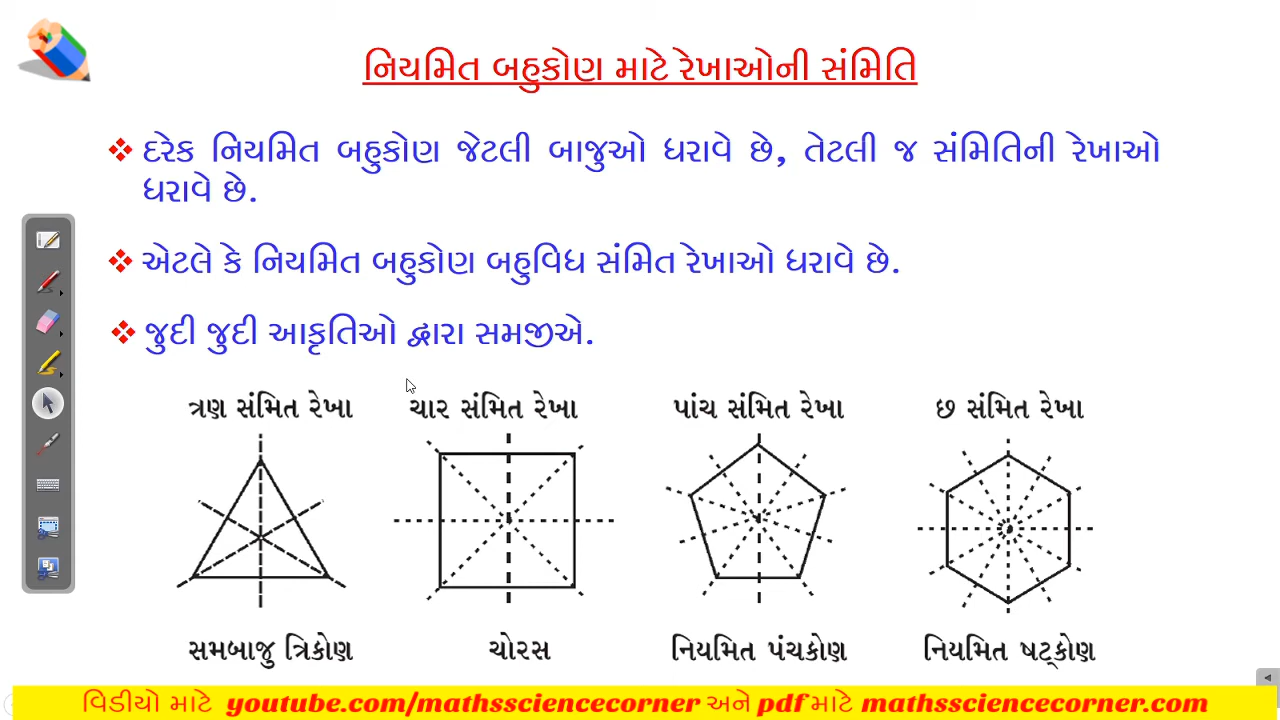 નિયમિત બહુકોણ માટે રેખાઓની સંમિતિ
દરેક નિયમિત બહુકોણ જેટલી બાજુઓ ધરાવે છે, તેટલી જ સંમિતિની રેખાઓ
ધરાવે છે.
એટલે કે નિયમિત બહુકોણ બહુવિધ સંમિત રેખાઓ ધરાવે છે.
જુદી જુદી આકૃતિઓ દ્વારા સમજીએ.
ત્રણ સંમિત રેખા ચાર સંમિત રેખા પાંચ સંમિત રેખા છ સંમિત રેખા
સમબાજુ ત્રિકોણ ચોરસ નિયમિત પંચકોણ નિયમિત ષટ્કોણ
વિડીયો માટે youtube.com/mathssciencecorner અને pdf માટે mathssciencecorner.com